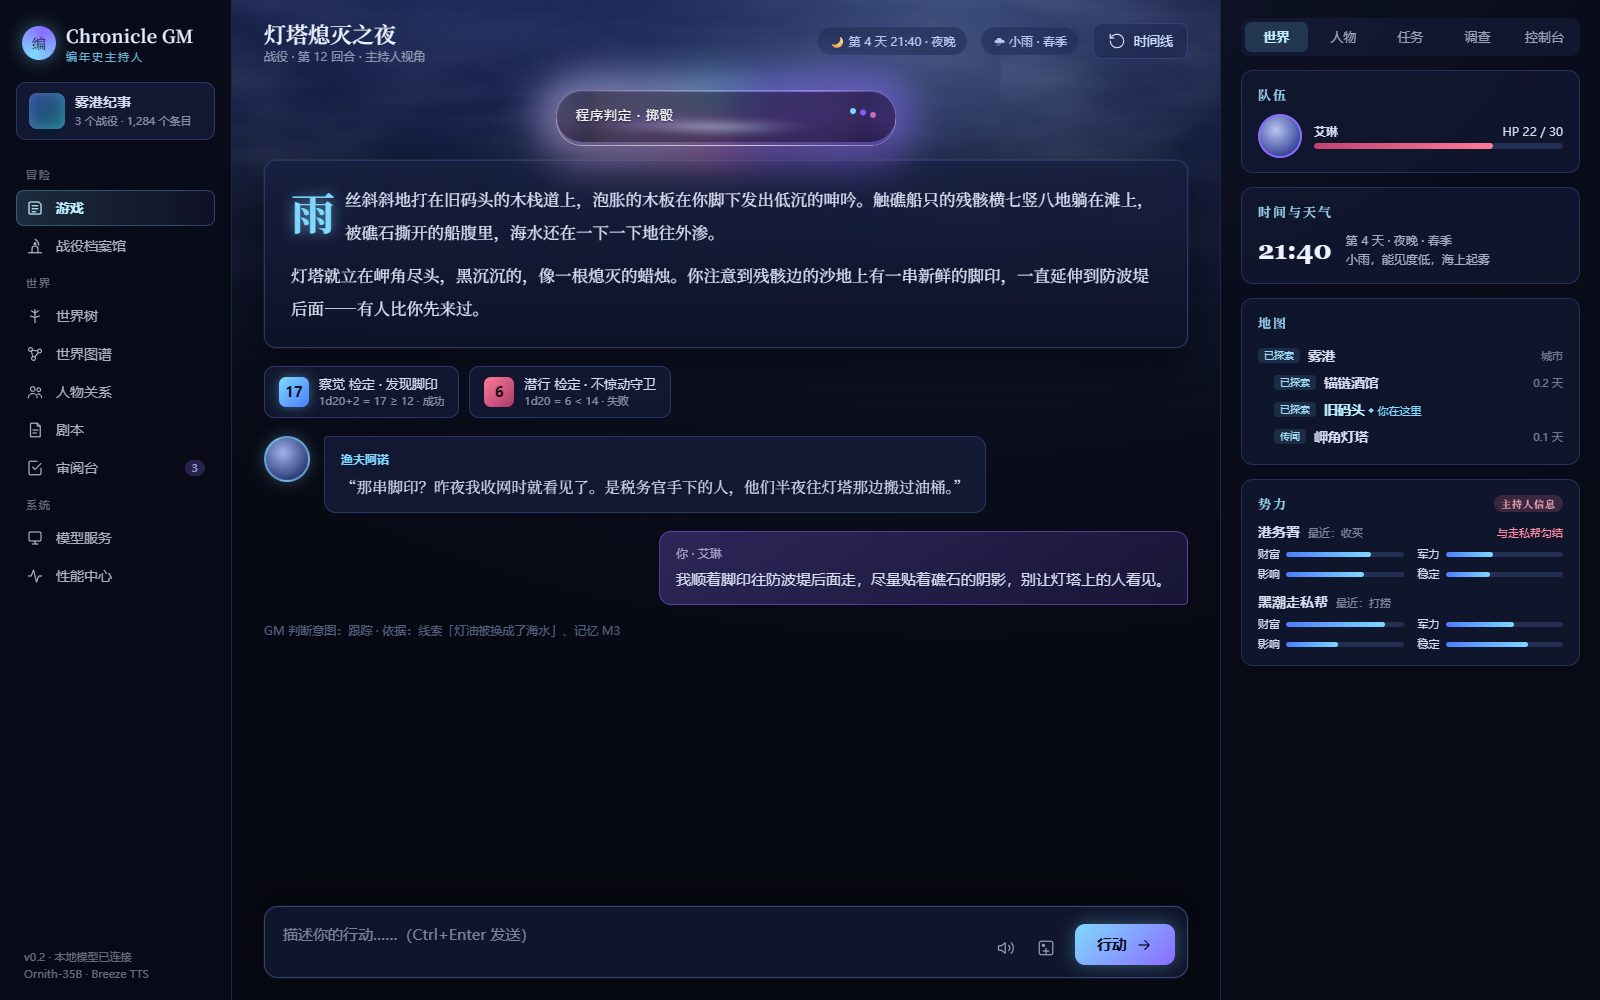 编
Chronicle GM
编年史主持人
雾港纪事
3 个战役 · 1,284 个条目
冒险
游戏
战役档案馆
世界
世界树
世界图谱
人物关系
剧本
审阅台
3
系统
模型服务
性能中心
v0.2 · 本地模型已连接
Ornith-35B · Breeze TTS
灯塔熄灭之夜
战役 · 第 12 回合 · 主持人视角
第 4 天 21:40 · 夜晚
小雨 · 春季
时间线
程序判定 · 掷骰
雨丝斜斜地打在旧码头的木栈道上，泡胀的木板在你脚下发出低沉的呻吟。触礁船只的残骸横七竖八地躺在滩上，
被礁石撕开的船腹里，海水还在一下一下地往外渗。
灯塔就立在岬角尽头，黑沉沉的，像一根熄灭的蜡烛。你注意到残骸边的沙地上有一串新鲜的脚印，一直延伸到防波堤
后面——有人比你先来过。
17
察觉 检定 · 发现脚印
1d20+2 = 17 ≥ 12 · 成功
6
潜行 检定 · 不惊动守卫
1d20 = 6 < 14 · 失败
渔夫阿诺
“那串脚印？昨夜我收网时就看见了。是税务官手下的人，他们半夜往灯塔那边搬过油桶。”
你 · 艾琳
我顺着脚印往防波堤后面走，尽量贴着礁石的阴影，别让灯塔上的人看见。
GM 判断意图：跟踪 · 依据：线索「灯油被换成了海水」、记忆 M3
描述你的行动……（Ctrl+Enter 发送）
行动
世界
人物
任务
调查
控制台
队伍
艾琳
HP 22 / 30
时间与天气
21:40
第 4 天 · 夜晚 · 春季
小雨，能见度低，海上起雾
地图
已探索 雾港 城市
已探索 锚链酒馆 0.2 天
已探索 旧码头 • 你在这里
传闻 岬角灯塔 0.1 天
势力
主持人信息
港务署 最近：收买 与走私帮勾结
财富 军力
影响 稳定
黑潮走私帮 最近：打捞
财富 军力
影响 稳定